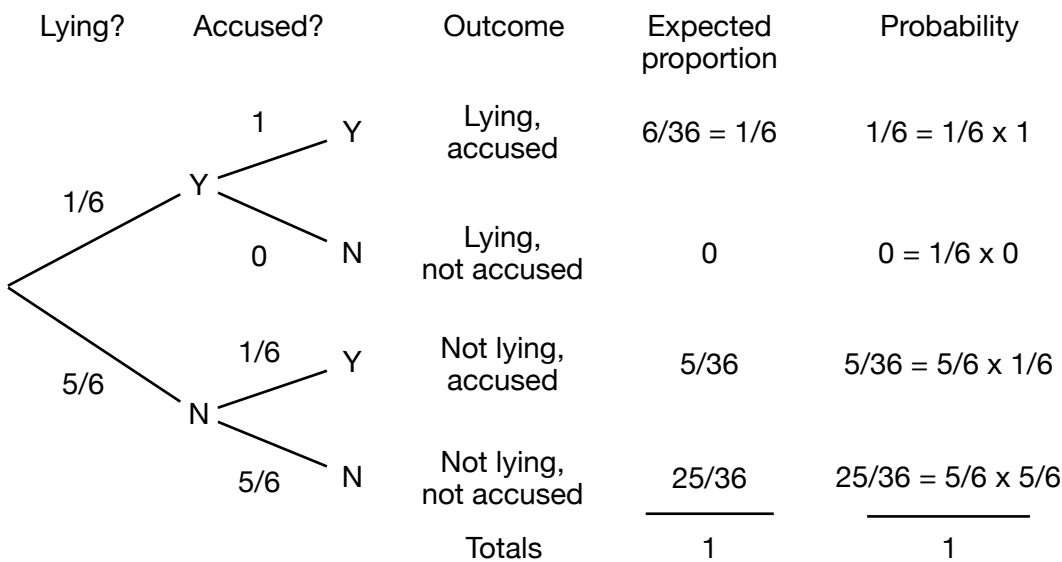 Lying? Accused? Outcome Expected proportion Probability
1 Y Lying, accused 6/36 = 1/6 1/6 = 1/6 x 1
Y
1/6
0 N Lying, not accused 0 0 = 1/6 x 0
1/6 Y Not lying, accused 5/36 5/36 = 5/6 x 1/6
5/6
N
5/6 N Not lying, not accused 25/36 25/36 = 5/6 x 5/6
Totals 1 1